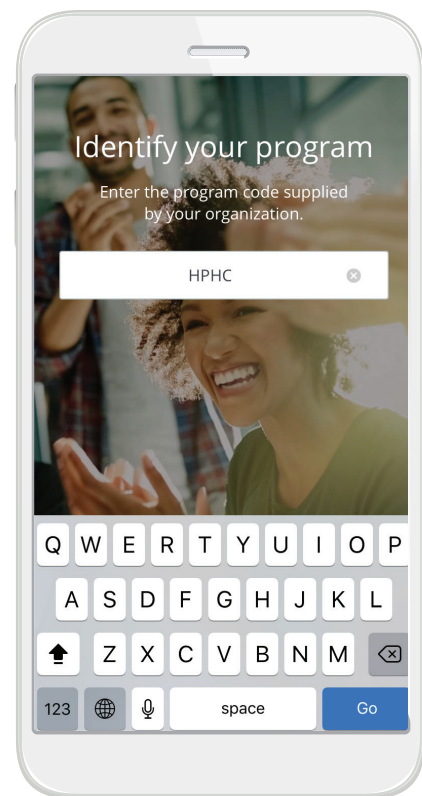 Identify your program
Enter the program code supplied
by your organization.
HPHC
Q W E R T Y U I O P
A S D F G H J K L
Z X C V B N M
123 space Go